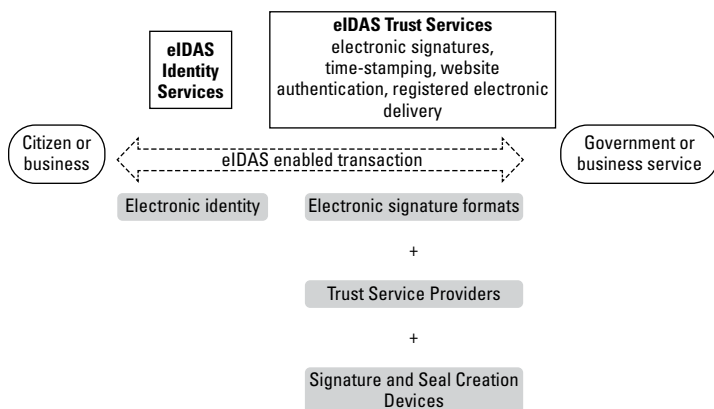 eIDAS
Identity
Services
eIDAS Trust Services
electronic signatures,
time-stamping, website
authentication, registered electronic
delivery
Citizen or
business
eIDAS enabled transaction
Government or
business service
Electronic identity
Electronic signature formats
+
Trust Service Providers
+
Signature and Seal Creation
Devices